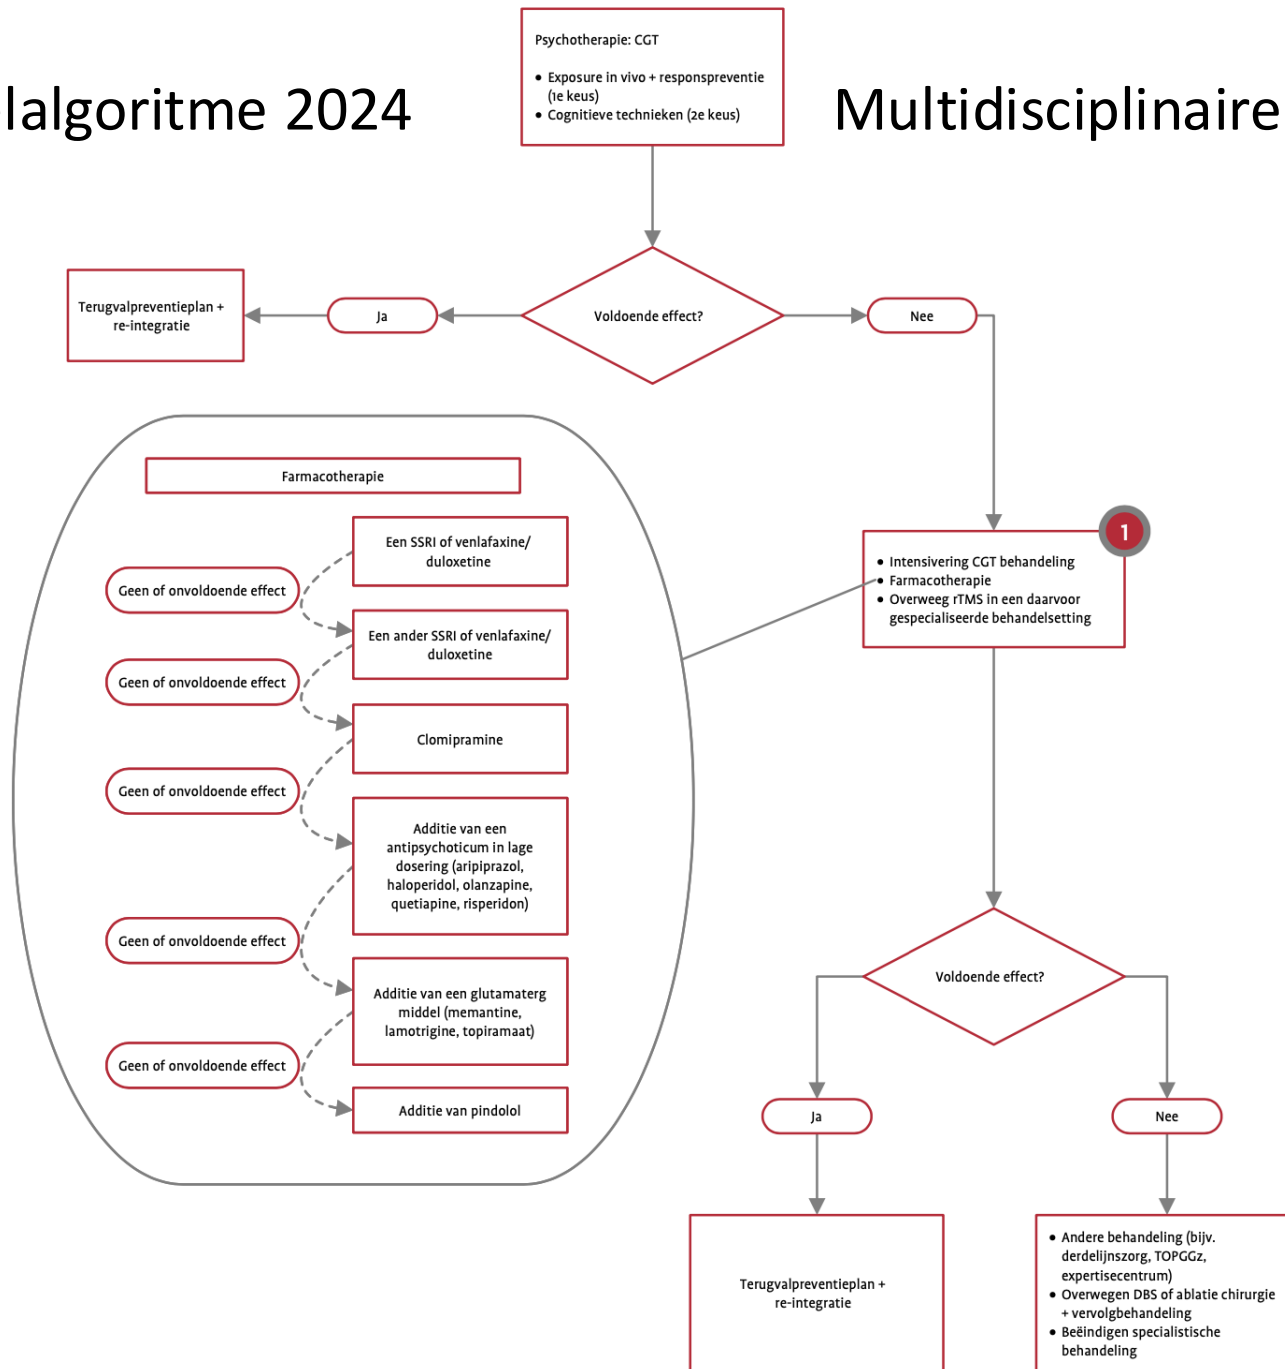 Psychotherapie: CGT
• Exposure in vivo + responspreventie
(1e keus)
• Cognitieve technieken (2e keus)
lalgoritme 2024
Multidisciplinaire
Terugvalpreventieplan +
re-integratie
Ja
Voldoende effect?
Nee
Farmacotherapie
Een SSRI of venlafaxine/
duloxetine
Geen of onvoldoende effect
Een ander SSRI of venlafaxine/
duloxetine
Geen of onvoldoende effect
Clomipramine
Geen of onvoldoende effect
Additie van een
antipsychoticum in lage
dosering (aripiprazol,
haloperidol, olanzapine,
quetiapine, risperidon)
Geen of onvoldoende effect
Additie van een glutamaterg
middel (memantine,
lamotrigine, topiramaat)
Geen of onvoldoende effect
Additie van pindolol
1
• Intensivering CGT behandeling
• Farmacotherapie
• Overweeg rTMS in een daarvoor
gespecialiseerde behandelsetting
Voldoende effect?
Ja
Nee
Terugvalpreventieplan +
re-integratie
• Andere behandeling (bijv.
derdelijnszorg, TOPGGz,
expertisecentrum)
• Overwegen DBS of ablatie chirurgie
+ vervolgbehandeling
• Beëindigen specialistische
behandeling